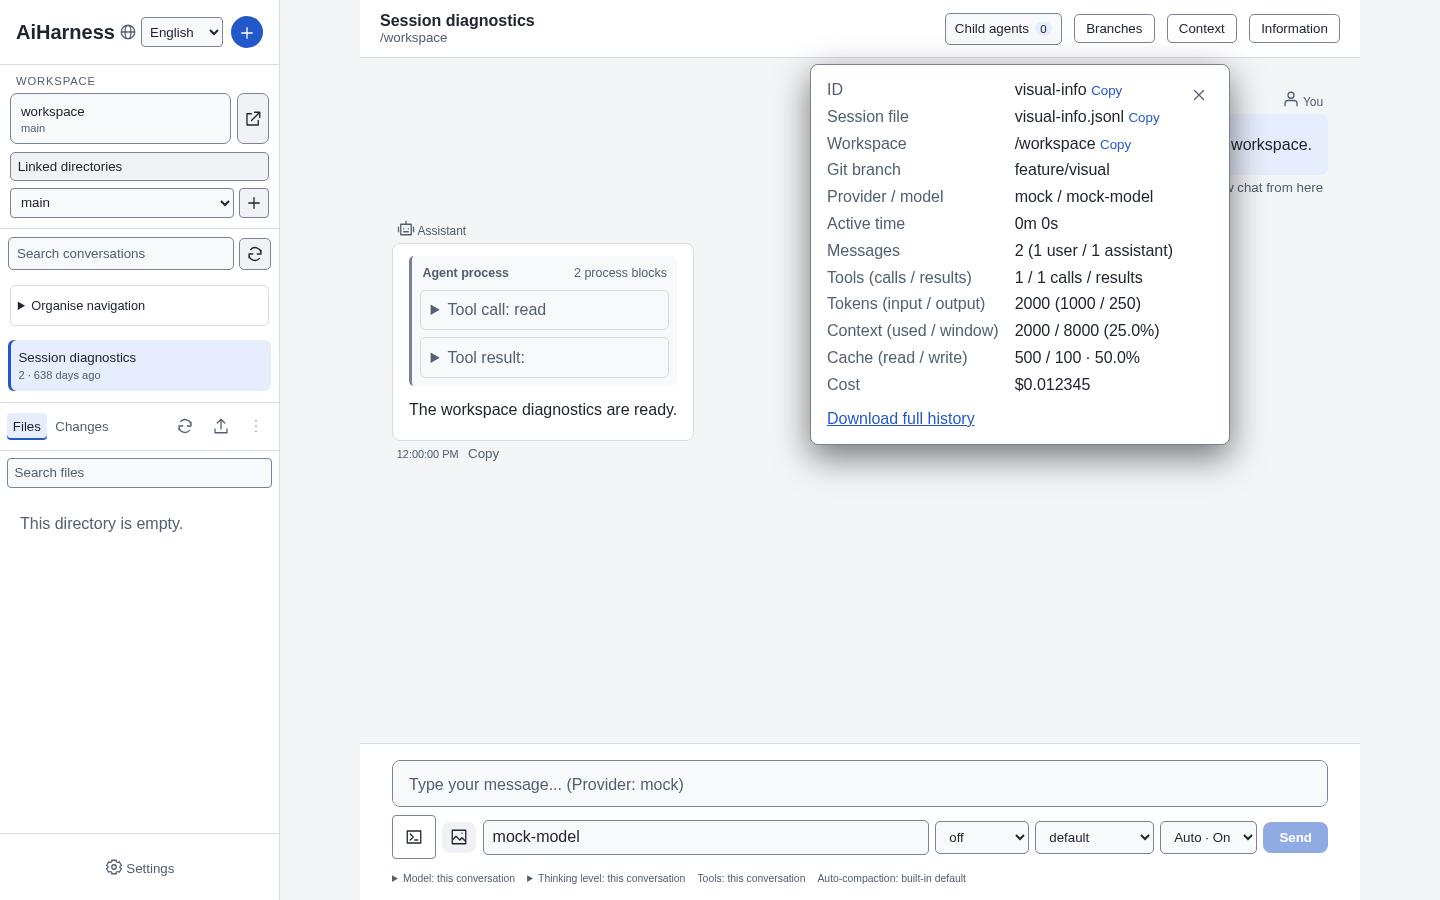 AiHarness
English
WORKSPACE
workspace
main
Linked directories
main
Search conversations
Organise navigation
Session diagnostics
2 · 638 days ago
Files
Changes
Search files
This directory is empty.
Settings
Session diagnostics
/workspace
Child agents 0
Branches
Context
Information
You
workspace.
chat from here
Assistant
Agent process
2 process blocks
Tool call: read
Tool result:
The workspace diagnostics are ready.
12:00:00 PM Copy
ID visual-info Copy
Session file visual-info.jsonl Copy
Workspace /workspace Copy
Git branch feature/visual
Provider / model mock / mock-model
Active time 0m 0s
Messages 2 (1 user / 1 assistant)
Tools (calls / results) 1 / 1 calls / results
Tokens (input / output) 2000 (1000 / 250)
Context (used / window) 2000 / 8000 (25.0%)
Cache (read / write) 500 / 100 · 50.0%
Cost $0.012345
Download full history
Type your message... (Provider: mock)
mock-model
off
default
Auto · On
Send
Model: this conversation
Thinking level: this conversation
Tools: this conversation
Auto-compaction: built-in default